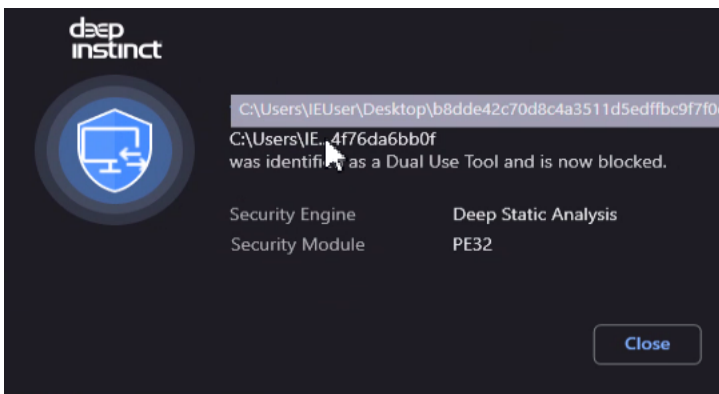 deep
instinct
C:\Users\IEUser\Desktop\b8dde42c70d8c4a3511d5edffbc9f7f0
C:\Users\IE...4f76da6bb0f
was identified as a Dual Use Tool and is now blocked.
Security Engine Deep Static Analysis
Security Module PE32
Close